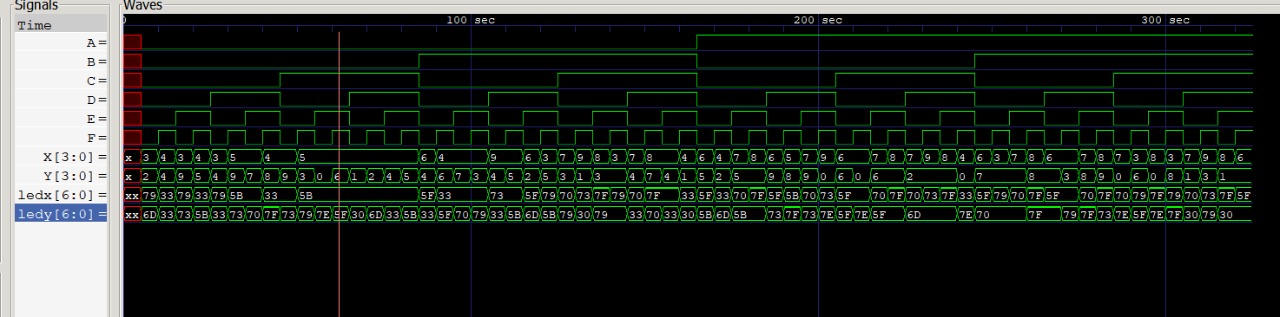 Signals
Waves
Time
100 sec
200 sec
300 sec
A=
B=
C=
D=
E=
F=
X[3:0]= x 3 4 3 4 3 5 4 5 6 4 9 6 3 7 9 8 3 7 8 4 6 4 7 8 6 5 7 9 6 7 8 7 9 8 4 6 3 7 8 6 7 8 7 3 8 3 7 9 8 6
Y[3:0]= x 2 4 9 5 4 9 7 8 9 3 0 6 1 2 4 5 4 6 7 3 4 5 2 5 3 1 3 4 7 4 1 5 2 5 9 8 9 0 6 0 6 2 0 7 8 3 8 9 0 6 0 8 1 3 1
ledx[6:0]= xx 79 33 79 33 79 5B 33 5B 5F 33 73 5F 79 70 73 7F 79 70 7F 33 5F 33 70 7F 5F 5B 70 73 5F 70 7F 70 73 7F 33 5F 79 70 7F 5F 70 7F 70 79 7F 79 70 73 7F 5F
ledy[6:0]= xx 6D 33 73 5B 33 73 70 7F 73 79 7E 5F 30 6D 33 5B 33 5F 70 79 33 5B 6D 5B 79 30 79 33 70 33 30 5B 6D 5B 73 7F 73 7E 5F 7E 5F 6D 7E 70 7F 79 7F 73 7E 5F 7E 7F 30 79 30